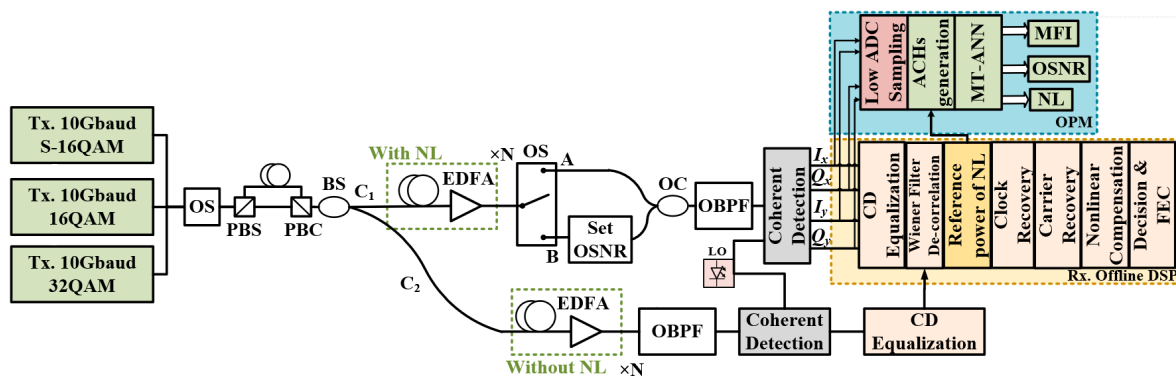 Tx. 10Gbaud
S-16QAM
Tx. 10Gbaud
16QAM
Tx. 10Gbaud
32QAM
OS
PBS
PBC
BS
C1
C2
With NL
EDFA
×N
OS
A
B
Set
OSNR
OC
OBPF
Coherent
Detection
LO
Ix
Qx
Iy
Qy
Low ADC
Sampling
ACHs
generation
MT-ANN
MFI
OSNR
NL
OPM
CD
Equalization
Wiener Filter
De-correlation
Reference
power of NL
Clock
Recovery
Carrier
Recovery
Nonlinear
Compensation
Decision &
FEC
Rx. Offline DSP
EDFA
Without NL
×N
OBPF
Coherent
Detection
CD
Equalization